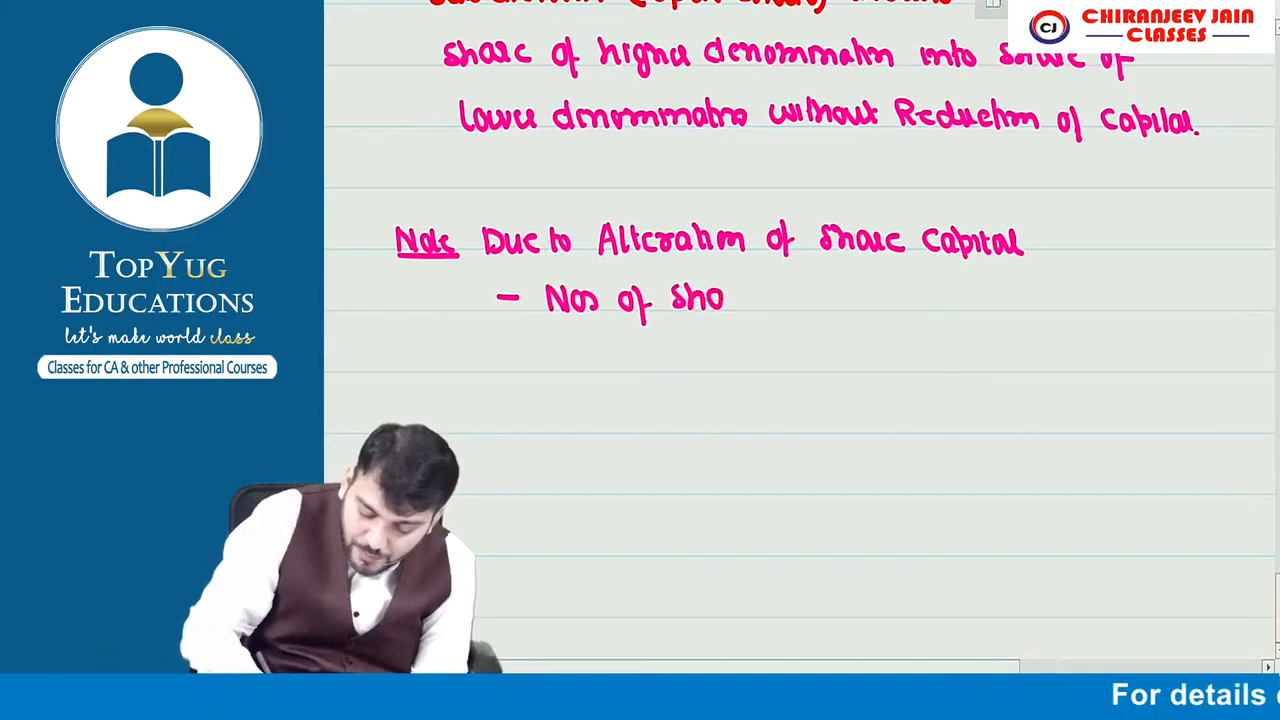 CHIRANJEEV JAIN
CLASSES
CJ
share of higher denomination into share of
lower denomination without Reduction of Capital.
Note Due to Alteration of share capital
- Nos of sha
TOPYUG
EDUCATIONS
let's make world class
Classes for CA & other Professional Courses
For details